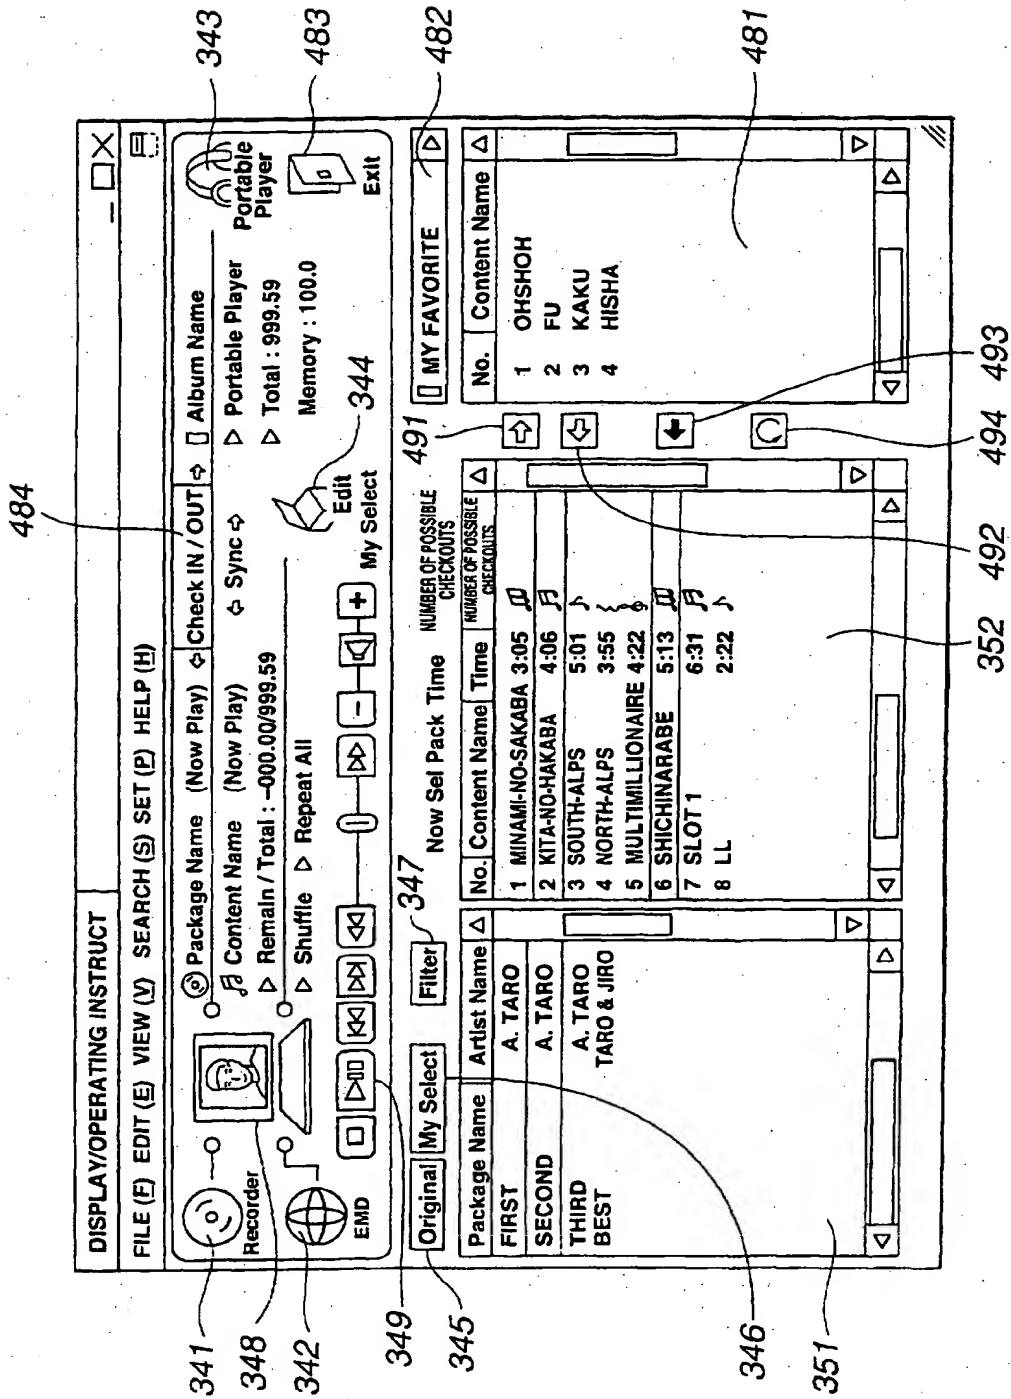 484
DISPLAY/OPERATING INSTRUCT
FILE (F) EDIT (E) VIEW (V) SEARCH (S) SET (P) HELP (H)
341
Recorder
348
342
EMD
349
Package Name (Now Play)
Content Name (Now Play)
Remain / Total : -000.00/999.59
Shuffle
Repeat All
Check IN / OUT
Sync
Album Name
Portable Player
Total : 999.59
Memory : 100.0
Edit
My Select
344
Portable
Player
343
Exit
483
345
Original
My Select
Filter
347
346
Now Sel Pack Time
NUMBER OF POSSIBLE
CHECKOUTS
491
MY FAVORITE
482
Package Name Artist Name
FIRST A. TARO
SECOND A. TARO
THIRD A. TARO
BEST TARO & JIRO
351
No. Content Name Time NUMBER OF POSSIBLE
CHECKOUTS
1 MINAMI-NO-SAKABA 3:05
2 KITA-NO-HAKABA 4:06
3 SOUTH-ALPS 5:01
4 NORTH-ALPS 3:55
5 MULTIMILLIONAIRE 4:22
6 SHICHINARABE 5:13
7 SLOT 1 6:31
8 LL 2:22
352
492
493
494
No. Content Name
1 OHSHOH
2 FU
3 KAKU
4 HISHA
481